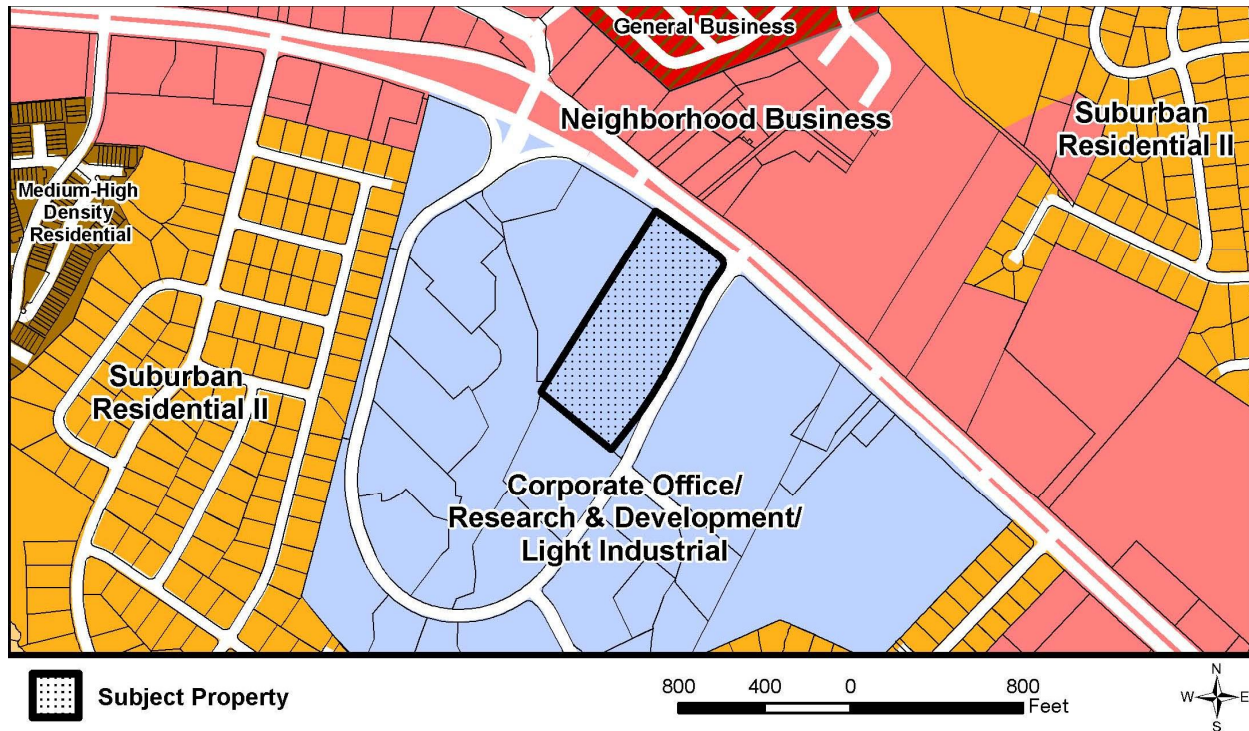 General Business
Neighborhood Business
Suburban
Residential II
Medium-High
Density
Residential
Suburban
Residential II
Corporate Office/
Research & Development/
Light Industrial
Subject Property
800 400 0 800
Feet
N
W E
S